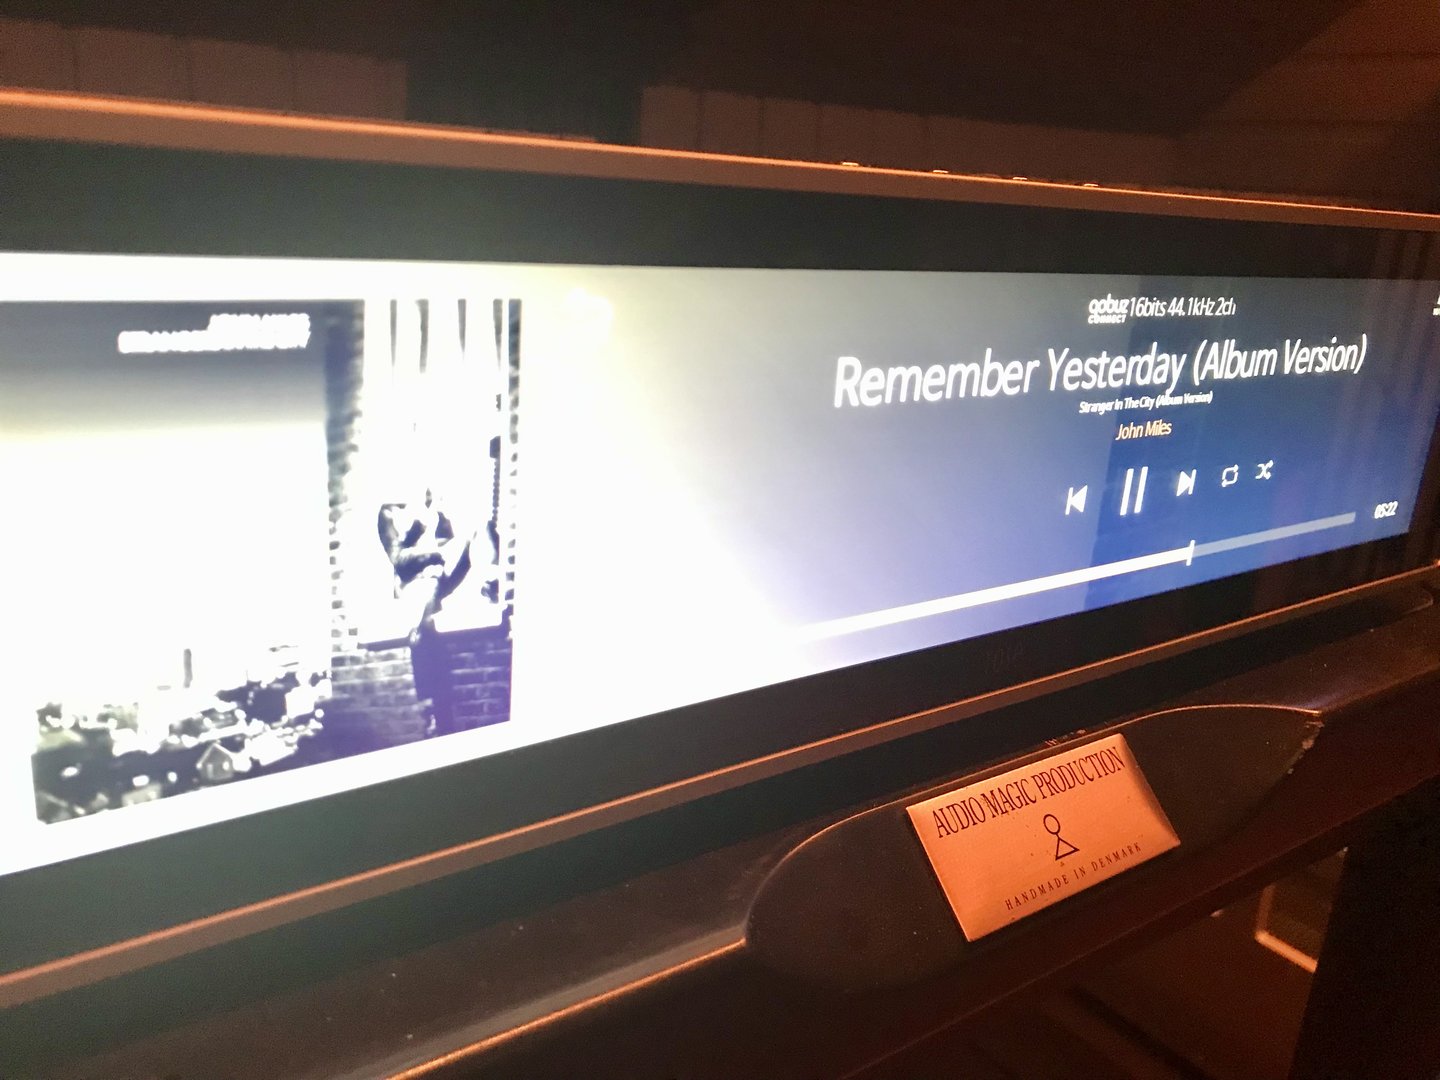 qobuz
CONNECT
16bits 44.1kHz 2ch
Remember Yesterday (Album Version)
Stranger In The City (Album Version)
John Miles
05:22
AUDIO MAGIC PRODUCTION
HANDMADE IN DENMARK